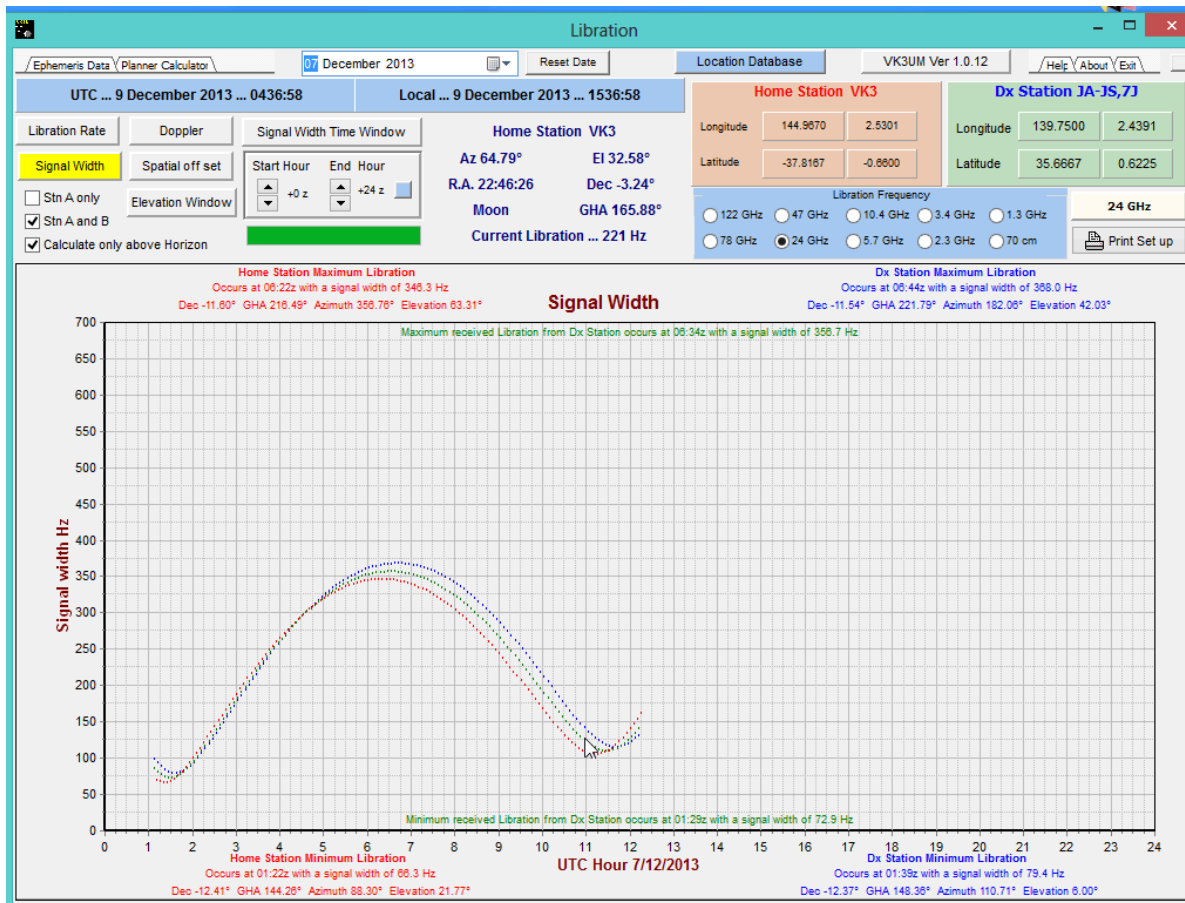 Libration
Ephemeris Data Planner Calculator
07 December 2013
Reset Date
Location Database
VK3UM Ver 1.0.12
Help About Exit
UTC ... 9 December 2013 ... 0436:58
Local ... 9 December 2013 ... 1536:58
Libration Rate
Doppler
Signal Width Time Window
Signal Width
Spatial off set
Start Hour End Hour
+0 z
+24 z
Stn A only
Elevation Window
Stn A and B
Calculate only above Horizon
Home Station VK3
Az 64.79° El 32.58°
R.A. 22:46:26 Dec -3.24°
Moon GHA 165.88°
Current Libration ... 221 Hz
Home Station VK3
Longitude 144.9670 2.5301
Latitude -37.8167 -0.6600
Dx Station JA-JS,7J
Longitude 139.7500 2.4391
Latitude 35.6667 0.6225
Libration Frequency
122 GHz 47 GHz 10.4 GHz 3.4 GHz 1.3 GHz
78 GHz 24 GHz 5.7 GHz 2.3 GHz 70 cm
24 GHz
Print Set up
Home Station Maximum Libration
Occurs at 06:22z with a signal width of 346.3 Hz
Dec -11.60° GHA 216.49° Azimuth 356.76° Elevation 63.31°
Signal Width
Dx Station Maximum Libration
Occurs at 06:44z with a signal width of 368.0 Hz
Dec -11.54° GHA 221.79° Azimuth 182.06° Elevation 42.03°
Maximum received Libration from Dx Station occurs at 06:34z with a signal width of 356.7 Hz
Signal width Hz
700
650
600
550
500
450
400
350
300
250
200
150
100
50
0
Minimum received Libration from Dx Station occurs at 01:29z with a signal width of 72.9 Hz
0 1 2 3 4 5 6 7 8 9 10 11 12 13 14 15 16 17 18 19 20 21 22 23 24
UTC Hour 7/12/2013
Home Station Minimum Libration
Occurs at 01:22z with a signal width of 66.3 Hz
Dec -12.41° GHA 144.26° Azimuth 88.30° Elevation 21.77°
Dx Station Minimum Libration
Occurs at 01:39z with a signal width of 79.4 Hz
Dec -12.37° GHA 148.36° Azimuth 110.71° Elevation 6.00°